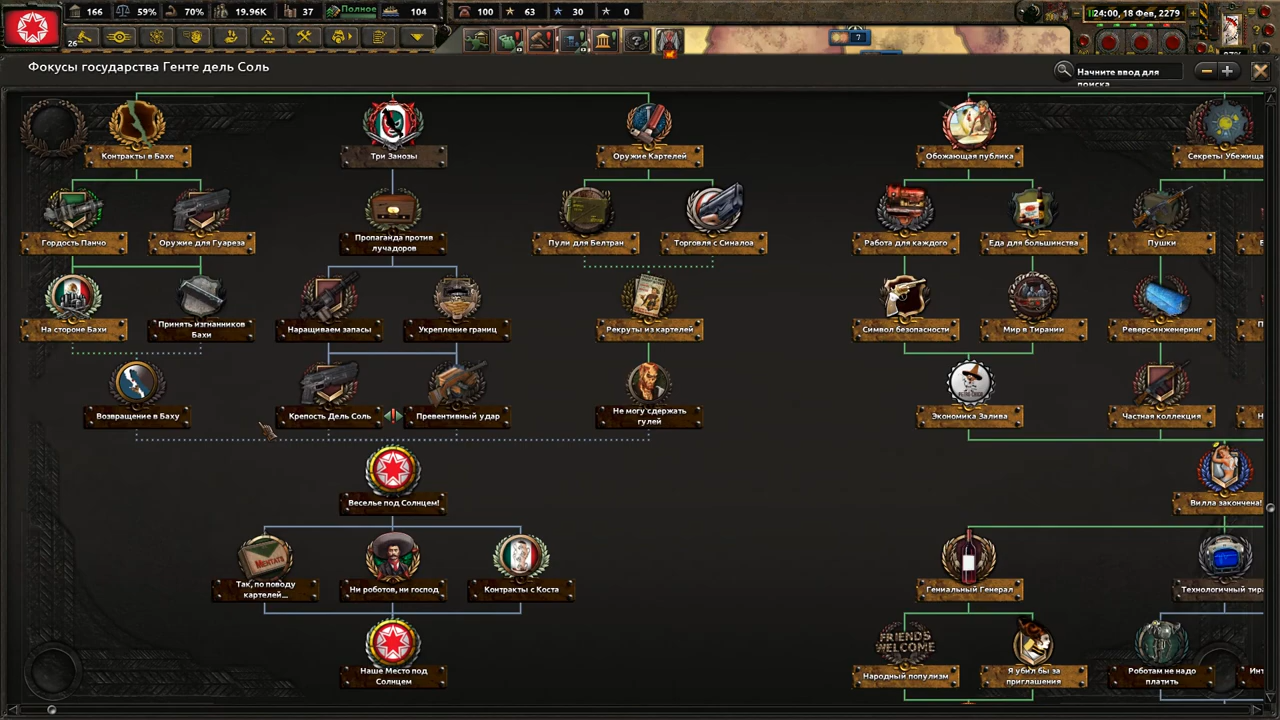 166 59% 70% 19.96K 37 Полное 104 100 63 30 0 24:00, 18 Фев, 2279
26
7
Фокусы государства Генте дель Соль
Начните ввод для
поиска
Контракты в Бахе
Три Занозы
Оружие Картелей
Обожающая публика
Секреты Убежища
Гордость Панчо
Оружие для Гуареза
Пропаганда против
лучадоров
Пули для Белтран
Торговля с Синалоа
Работа для каждого
Еда для большинства
Пушки
На стороне Бахи
Принять изгнанников
Бахи
Наращиваем запасы
Укрепление границ
Рекруты из картелей
Символ безопасности
Мир в Тирании
Реверс-инженеринг
Возвращение в Баху
Крепость Дель Соль
Превентивный удар
Не могу сдержать
гулей
Экономика Залива
Частная коллекция
Веселье под Солнцем!
Вилла закончена!
MENTATS
Так, по поводу
картелей...
Ни роботов, ни господ
Контракты с Коста
Гениальный Генерал
Технологичный тира
FRIENDS
WELCOME
Наше Место под
Солнцем
Народный популизм
Я убил бы за
приглашения
Роботам не надо
платить